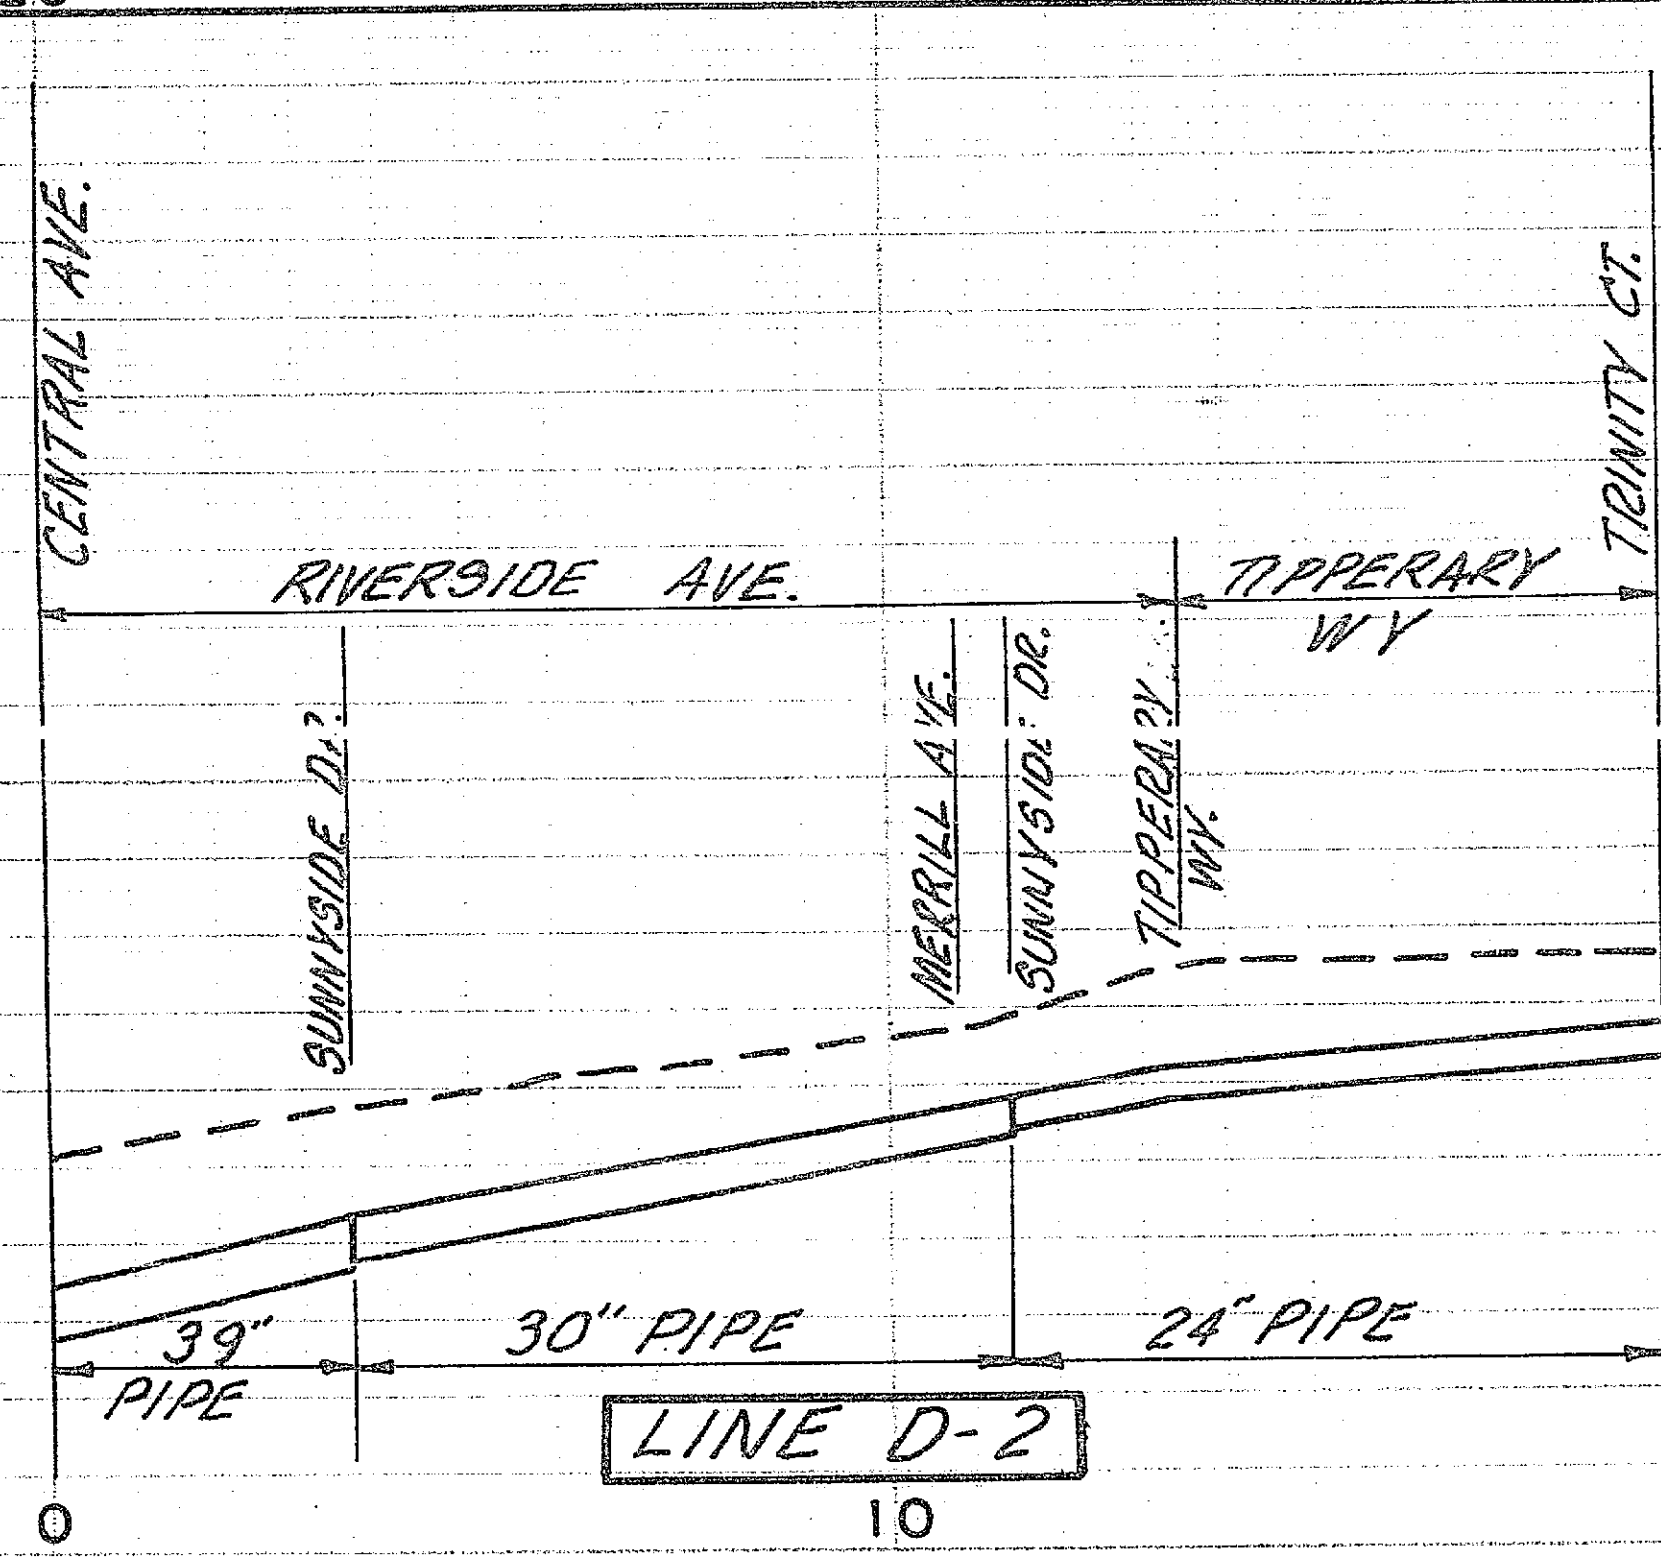 CENTRAL AVE.
TRINITY CT.
RIVERSIDE AVE.
TIPPERARY
WY
SUNNYSIDE DR.
MERRILL AVE.
SUNNYSIDE DR.
TIPPERARY
WY.
39"
PIPE
30" PIPE
24" PIPE
LINE D-2
0
10